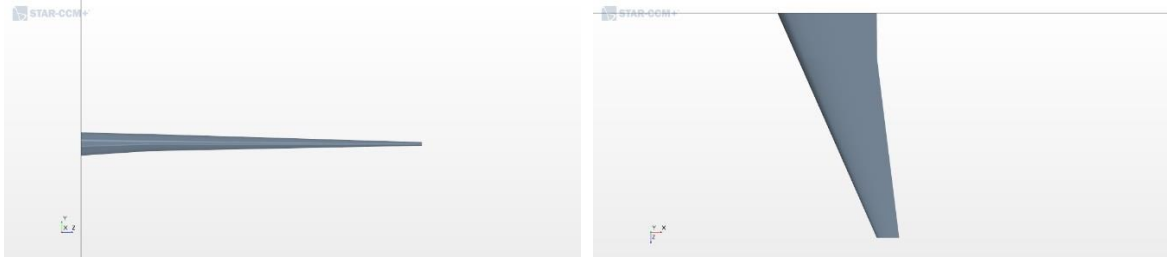 STAR-CCM+
Y
X Z
STAR-CCM+
Y X
Z